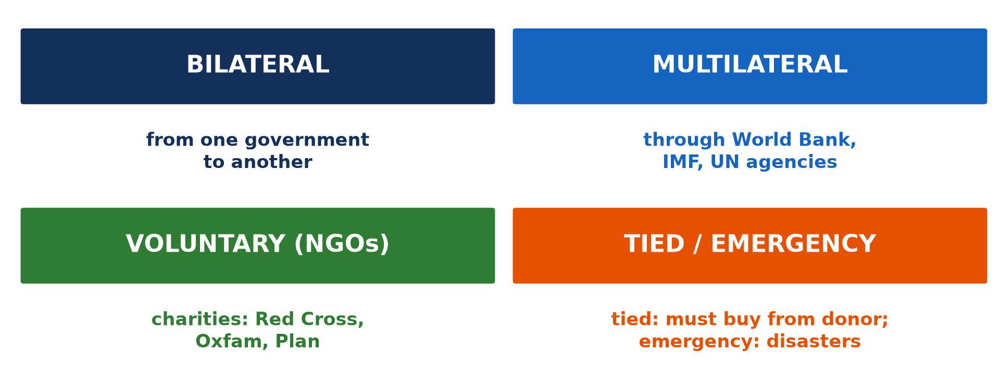 BILATERAL
from one government
to another
MULTILATERAL
through World Bank,
IMF, UN agencies
VOLUNTARY (NGOs)
charities: Red Cross,
Oxfam, Plan
TIED / EMERGENCY
tied: must buy from donor;
emergency: disasters